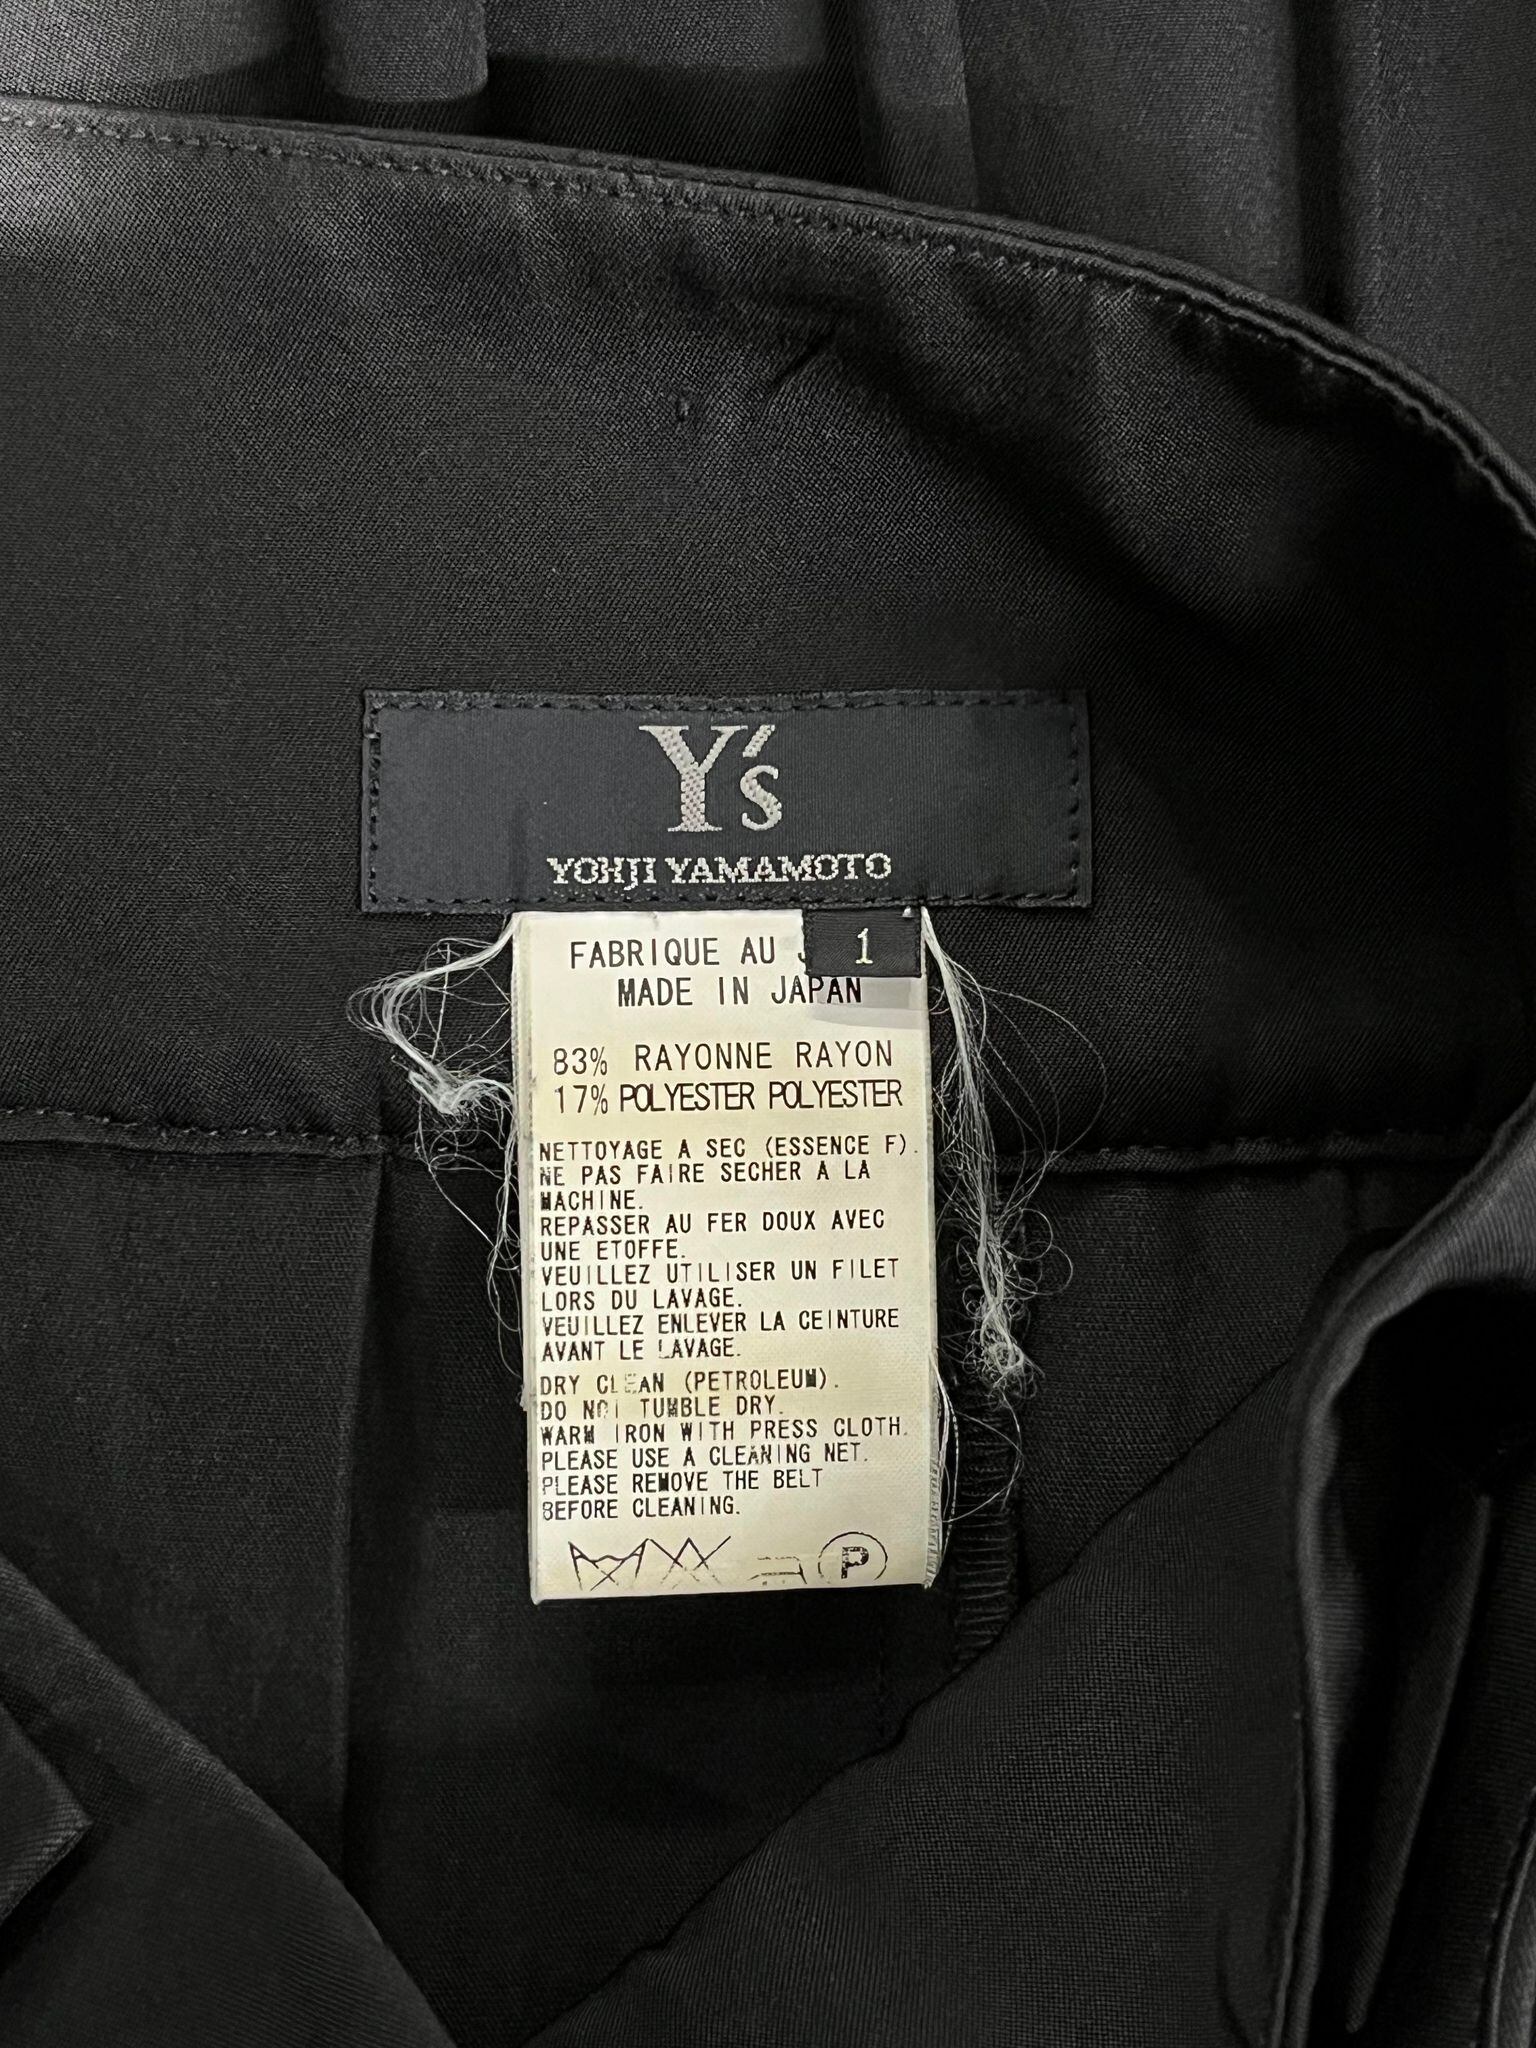 Y's
YOHJI YAMAMOTO
1
FABRIQUE AU
MADE IN JAPAN
83% RAYONNE RAYON
17% POLYESTER POLYESTER
NETTOYAGE A SEC (ESSENCE F).
NE PAS FAIRE SECHER A LA
MACHINE.
REPASSER AU FER DOUX AVEC
UNE ETOFFE.
VEUILLEZ UTILISER UN FILET
LORS DU LAVAGE.
VEUILLEZ ENLEVER LA CEINTURE
AVANT LE LAVAGE.
DRY CLEAN (PETROLEUM).
DO NOT TUMBLE DRY.
WARM IRON WITH PRESS CLOTH.
PLEASE USE A CLEANING NET.
PLEASE REMOVE THE BELT
BEFORE CLEANING.
P